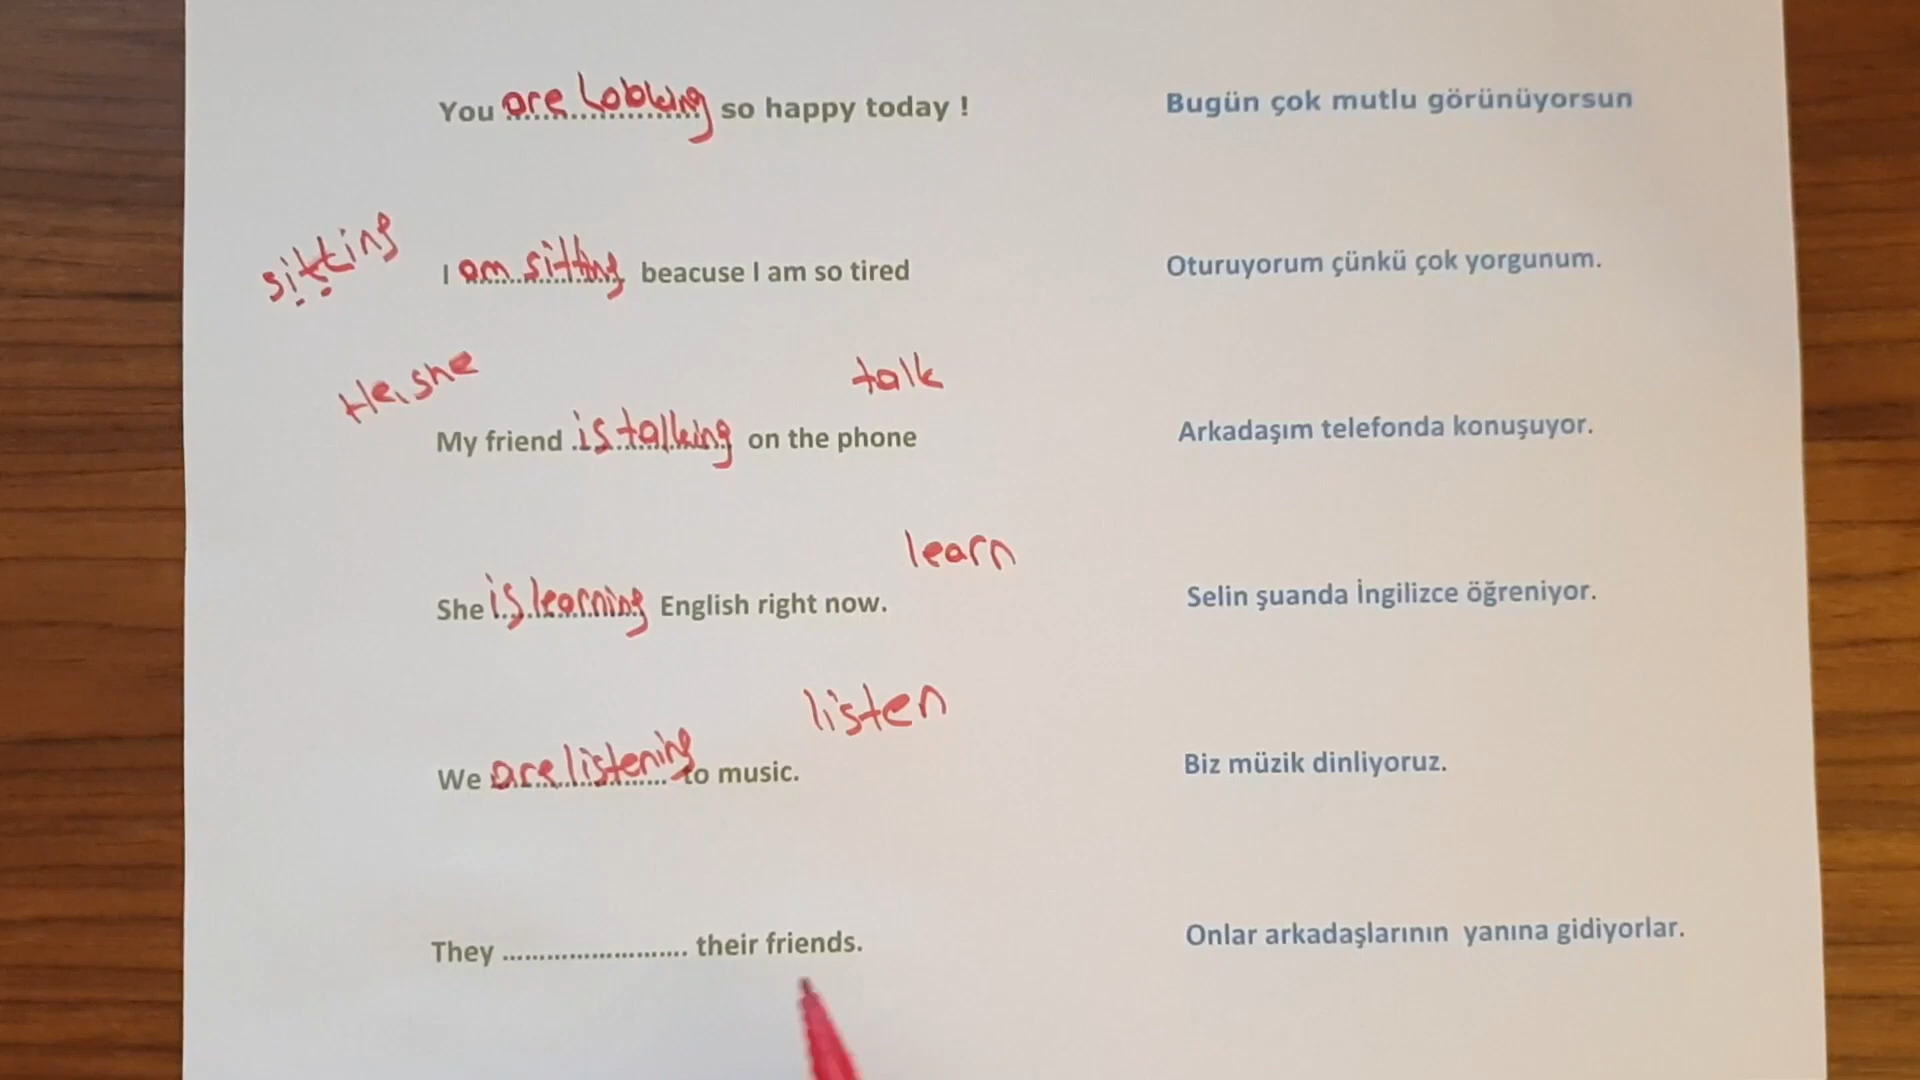 You are looking so happy today !
Bugün çok mutlu görünüyorsun
sitting
I am sitting beacuse I am so tired
Oturuyorum çünkü çok yorgunum.
He, she
talk
My friend is talking on the phone
Arkadaşım telefonda konuşuyor.
learn
She is learning English right now.
Selin şuanda İngilizce öğreniyor.
listen
We are listening to music.
Biz müzik dinliyoruz.
They ......................... their friends.
Onlar arkadaşlarının yanına gidiyorlar.